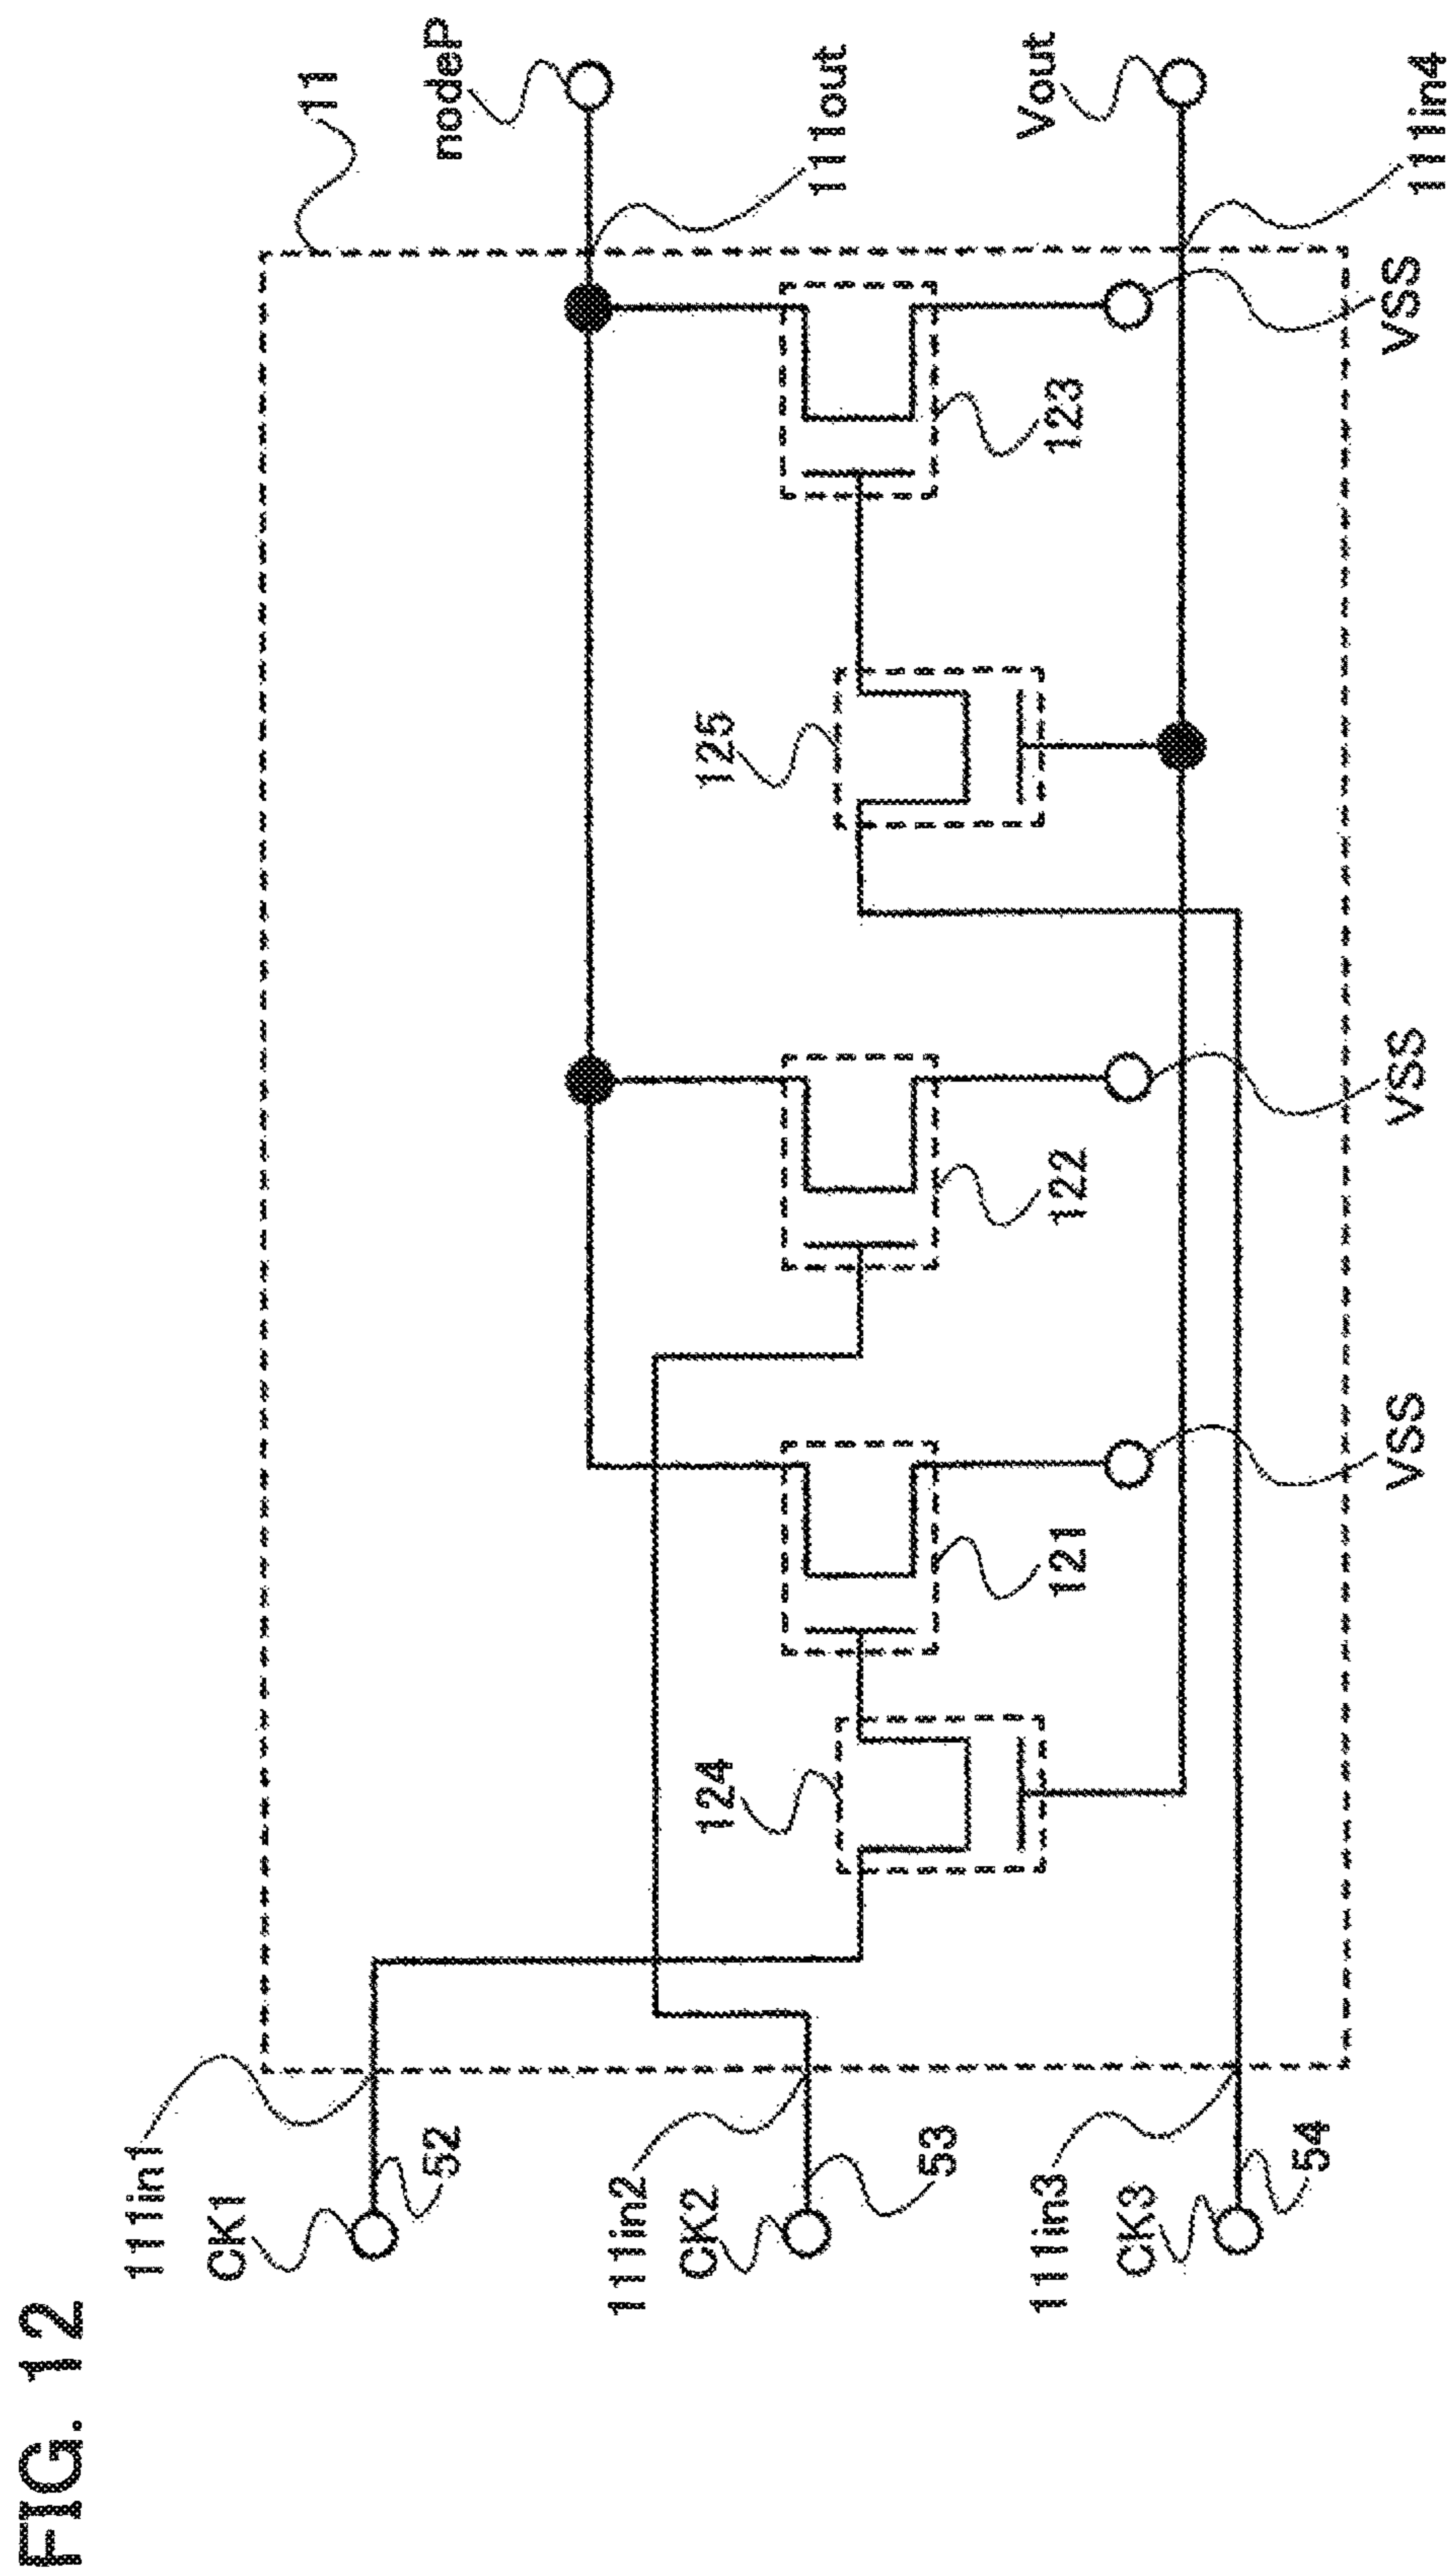 FIG. 12
111in1
CK1
52
111in2
CK2
53
111in3
CK3
54
124
121
VSS
122
VSS
125
123
VSS
11
nodeP
111out
Vout
111in4